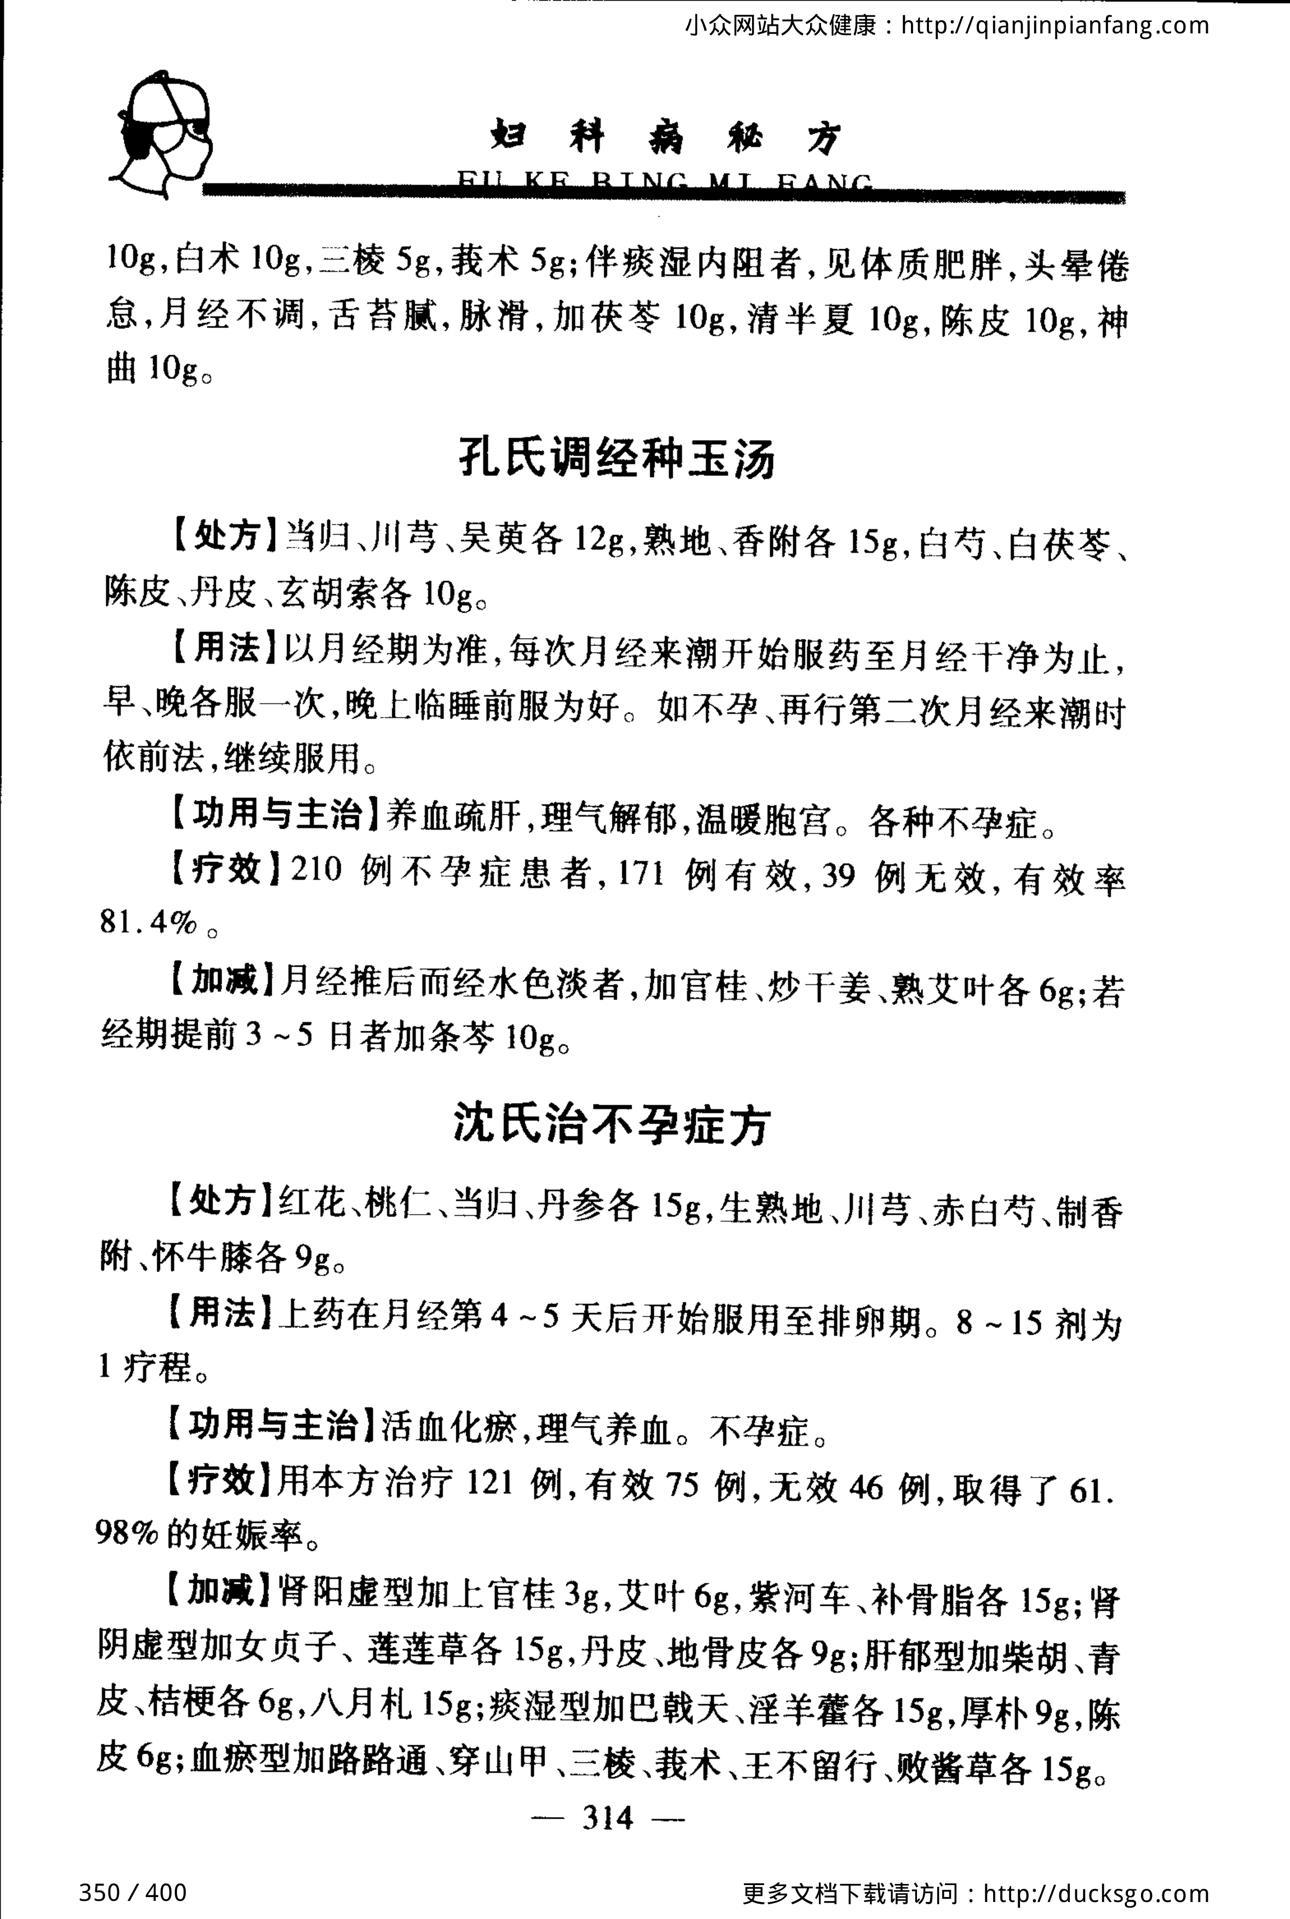 小众网站大众健康：http://qianjinpianfang.com
妇科病秘方
FU KE BING MI FANG
10g,白术 10g,三棱 5g,莪术 5g;伴痰湿内阻者,见体质肥胖,头晕倦
怠,月经不调,舌苔腻,脉滑,加茯苓 10g,清半夏 10g,陈皮 10g,神
曲 10g。
孔氏调经种玉汤
【处方】当归、川芎、吴萸各 12g,熟地、香附各 15g,白芍、白茯苓、
陈皮、丹皮、玄胡索各 10g。
【用法】以月经期为准,每次月经来潮开始服药至月经干净为止,
早、晚各服一次,晚上临睡前服为好。如不孕、再行第二次月经来潮时
依前法,继续服用。
【功用与主治】养血疏肝,理气解郁,温暖胞宫。各种不孕症。
【疗效】210 例不孕症患者,171 例有效,39 例无效,有效率
81.4%。
【加减】月经推后而经水色淡者,加官桂、炒干姜、熟艾叶各 6g;若
经期提前 3~5 日者加条芩 10g。
沈氏治不孕症方
【处方】红花、桃仁、当归、丹参各 15g,生熟地、川芎、赤白芍、制香
附、怀牛膝各 9g。
【用法】上药在月经第 4~5 天后开始服用至排卵期。8~15 剂为
1 疗程。
【功用与主治】活血化瘀,理气养血。不孕症。
【疗效】用本方治疗 121 例,有效 75 例,无效 46 例,取得了 61.
98%的妊娠率。
【加减】肾阳虚型加上官桂 3g,艾叶 6g,紫河车、补骨脂各 15g;肾
阴虚型加女贞子、莲莲草各 15g,丹皮、地骨皮各 9g;肝郁型加柴胡、青
皮、桔梗各 6g,八月札 15g;痰湿型加巴戟天、淫羊藿各 15g,厚朴 9g,陈
皮 6g;血瘀型加路路通、穿山甲、三棱、莪术、王不留行、败酱草各 15g。
— 314 —
350 / 400
更多文档下载请访问：http://ducksgo.com